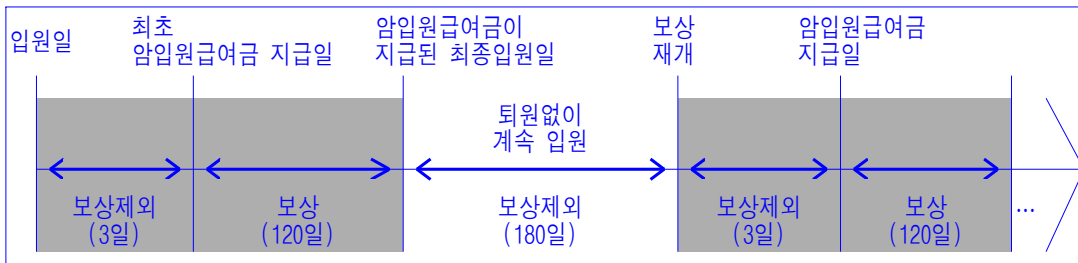 입원일
최초
암입원급여금 지급일
암입원급여금이
지급된 최종입원일
보상
재개
암입원급여금
지급일
퇴원없이
계속 입원
보상제외
(3일)
보상
(120일)
보상제외
(180일)
보상제외
(3일)
보상
(120일)
...